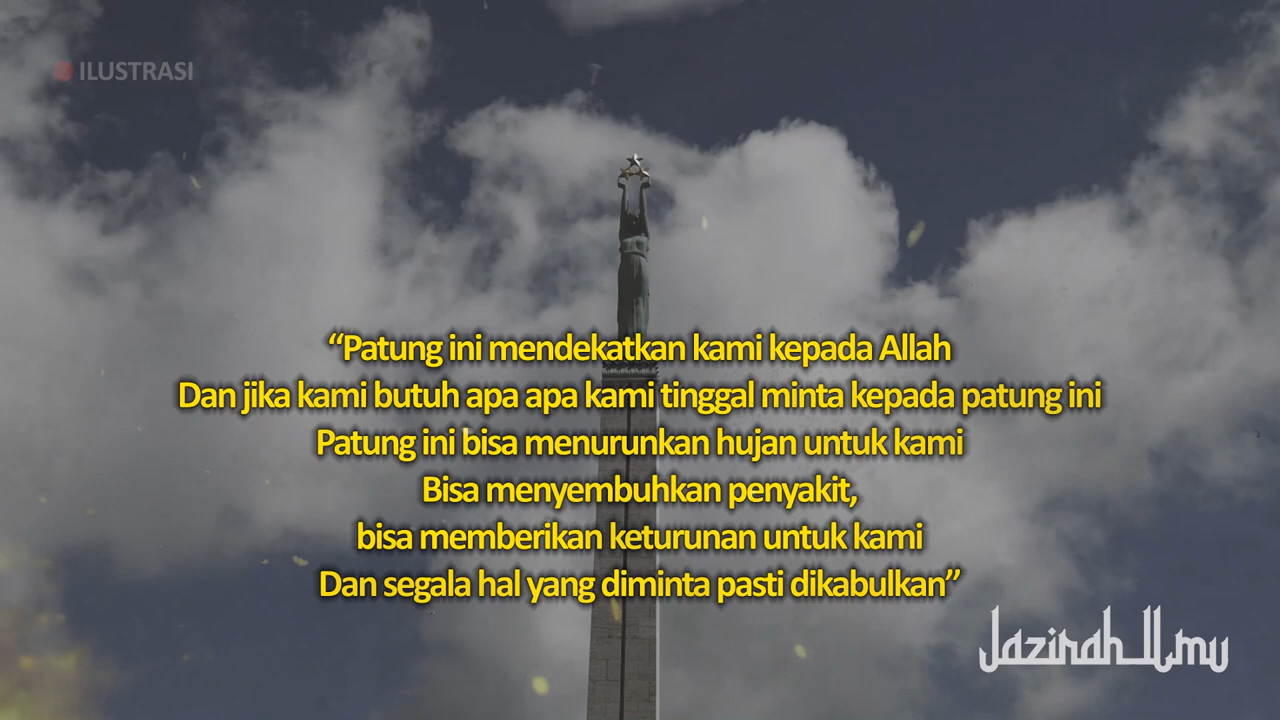 ILUSTRASI
“Patung ini mendekatkan kami kepada Allah
Dan jika kami butuh apa apa kami tinggal minta kepada patung ini
Patung ini bisa menurunkan hujan untuk kami
Bisa menyembuhkan penyakit,
bisa memberikan keturunan untuk kami
Dan segala hal yang diminta pasti dikabulkan”
Jazirah Ilmu